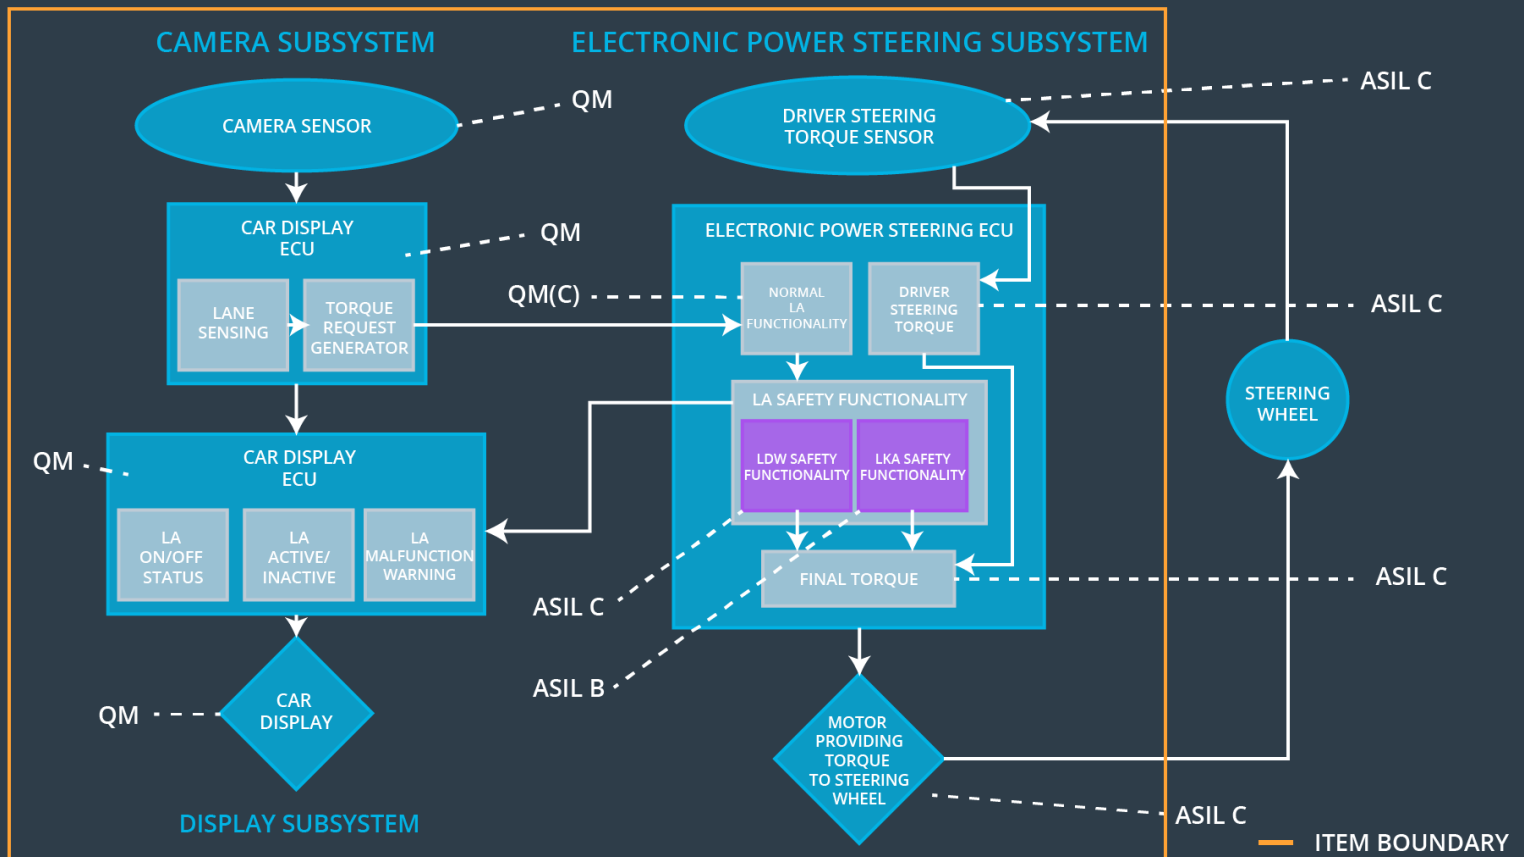 CAMERA SUBSYSTEM
ELECTRONIC POWER STEERING SUBSYSTEM
CAMERA SENSOR
QM
DRIVER STEERING
TORQUE SENSOR
ASIL C
CAR DISPLAY
ECU
QM
LANE
SENSING
TORQUE
REQUEST
GENERATOR
QM(C)
ELECTRONIC POWER STEERING ECU
NORMAL
LA
FUNCTIONALITY
DRIVER
STEERING
TORQUE
ASIL C
STEERING
WHEEL
LA SAFETY FUNCTIONALITY
LDW SAFETY
FUNCTIONALITY
LKA SAFETY
FUNCTIONALITY
QM
CAR DISPLAY
ECU
LA
ON/OFF
STATUS
LA
ACTIVE/
INACTIVE
LA
MALFUNCTION
WARNING
FINAL TORQUE
ASIL C
ASIL C
ASIL B
QM
CAR
DISPLAY
MOTOR
PROVIDING
TORQUE
TO STEERING
WHEEL
ASIL C
DISPLAY SUBSYSTEM
ITEM BOUNDARY